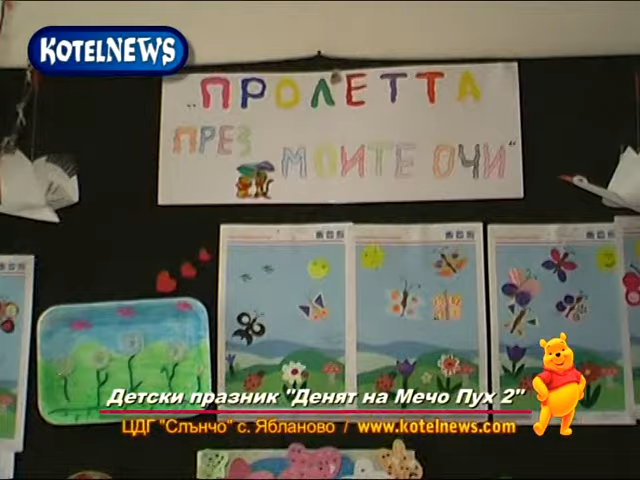 KOTELNEWS
„ПРОЛЕТТА
ПРЕЗ МОИТЕ ОЧИ“
Детски празник "Денят на Мечо Пух 2"
ЦДГ "Слънчо" с. Ябланово / www.kotelnews.com